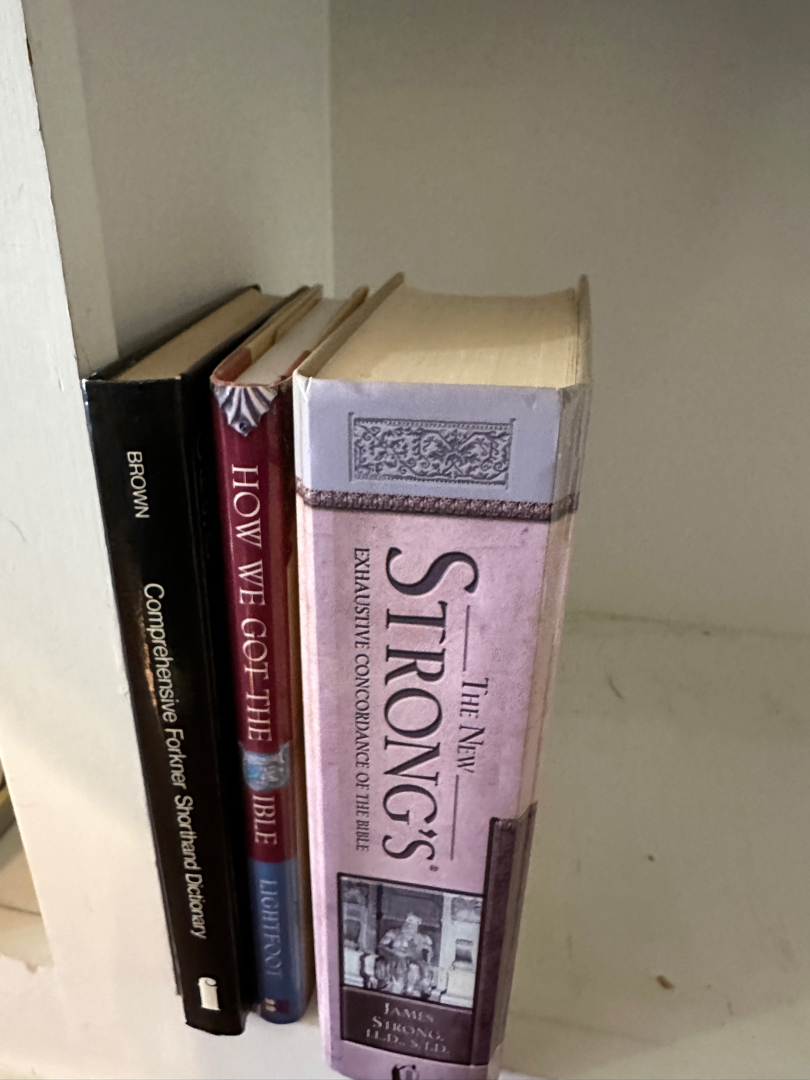 BROWN
Comprehensive Forkner Shorthand Dictionary
HOW WE GOT THE
IBLE
LIGHTFOOT
THE NEW
STRONG'S
EXHAUSTIVE CONCORDANCE OF THE BIBLE
JAMES
STRONG,
LL.D., S.T.D.